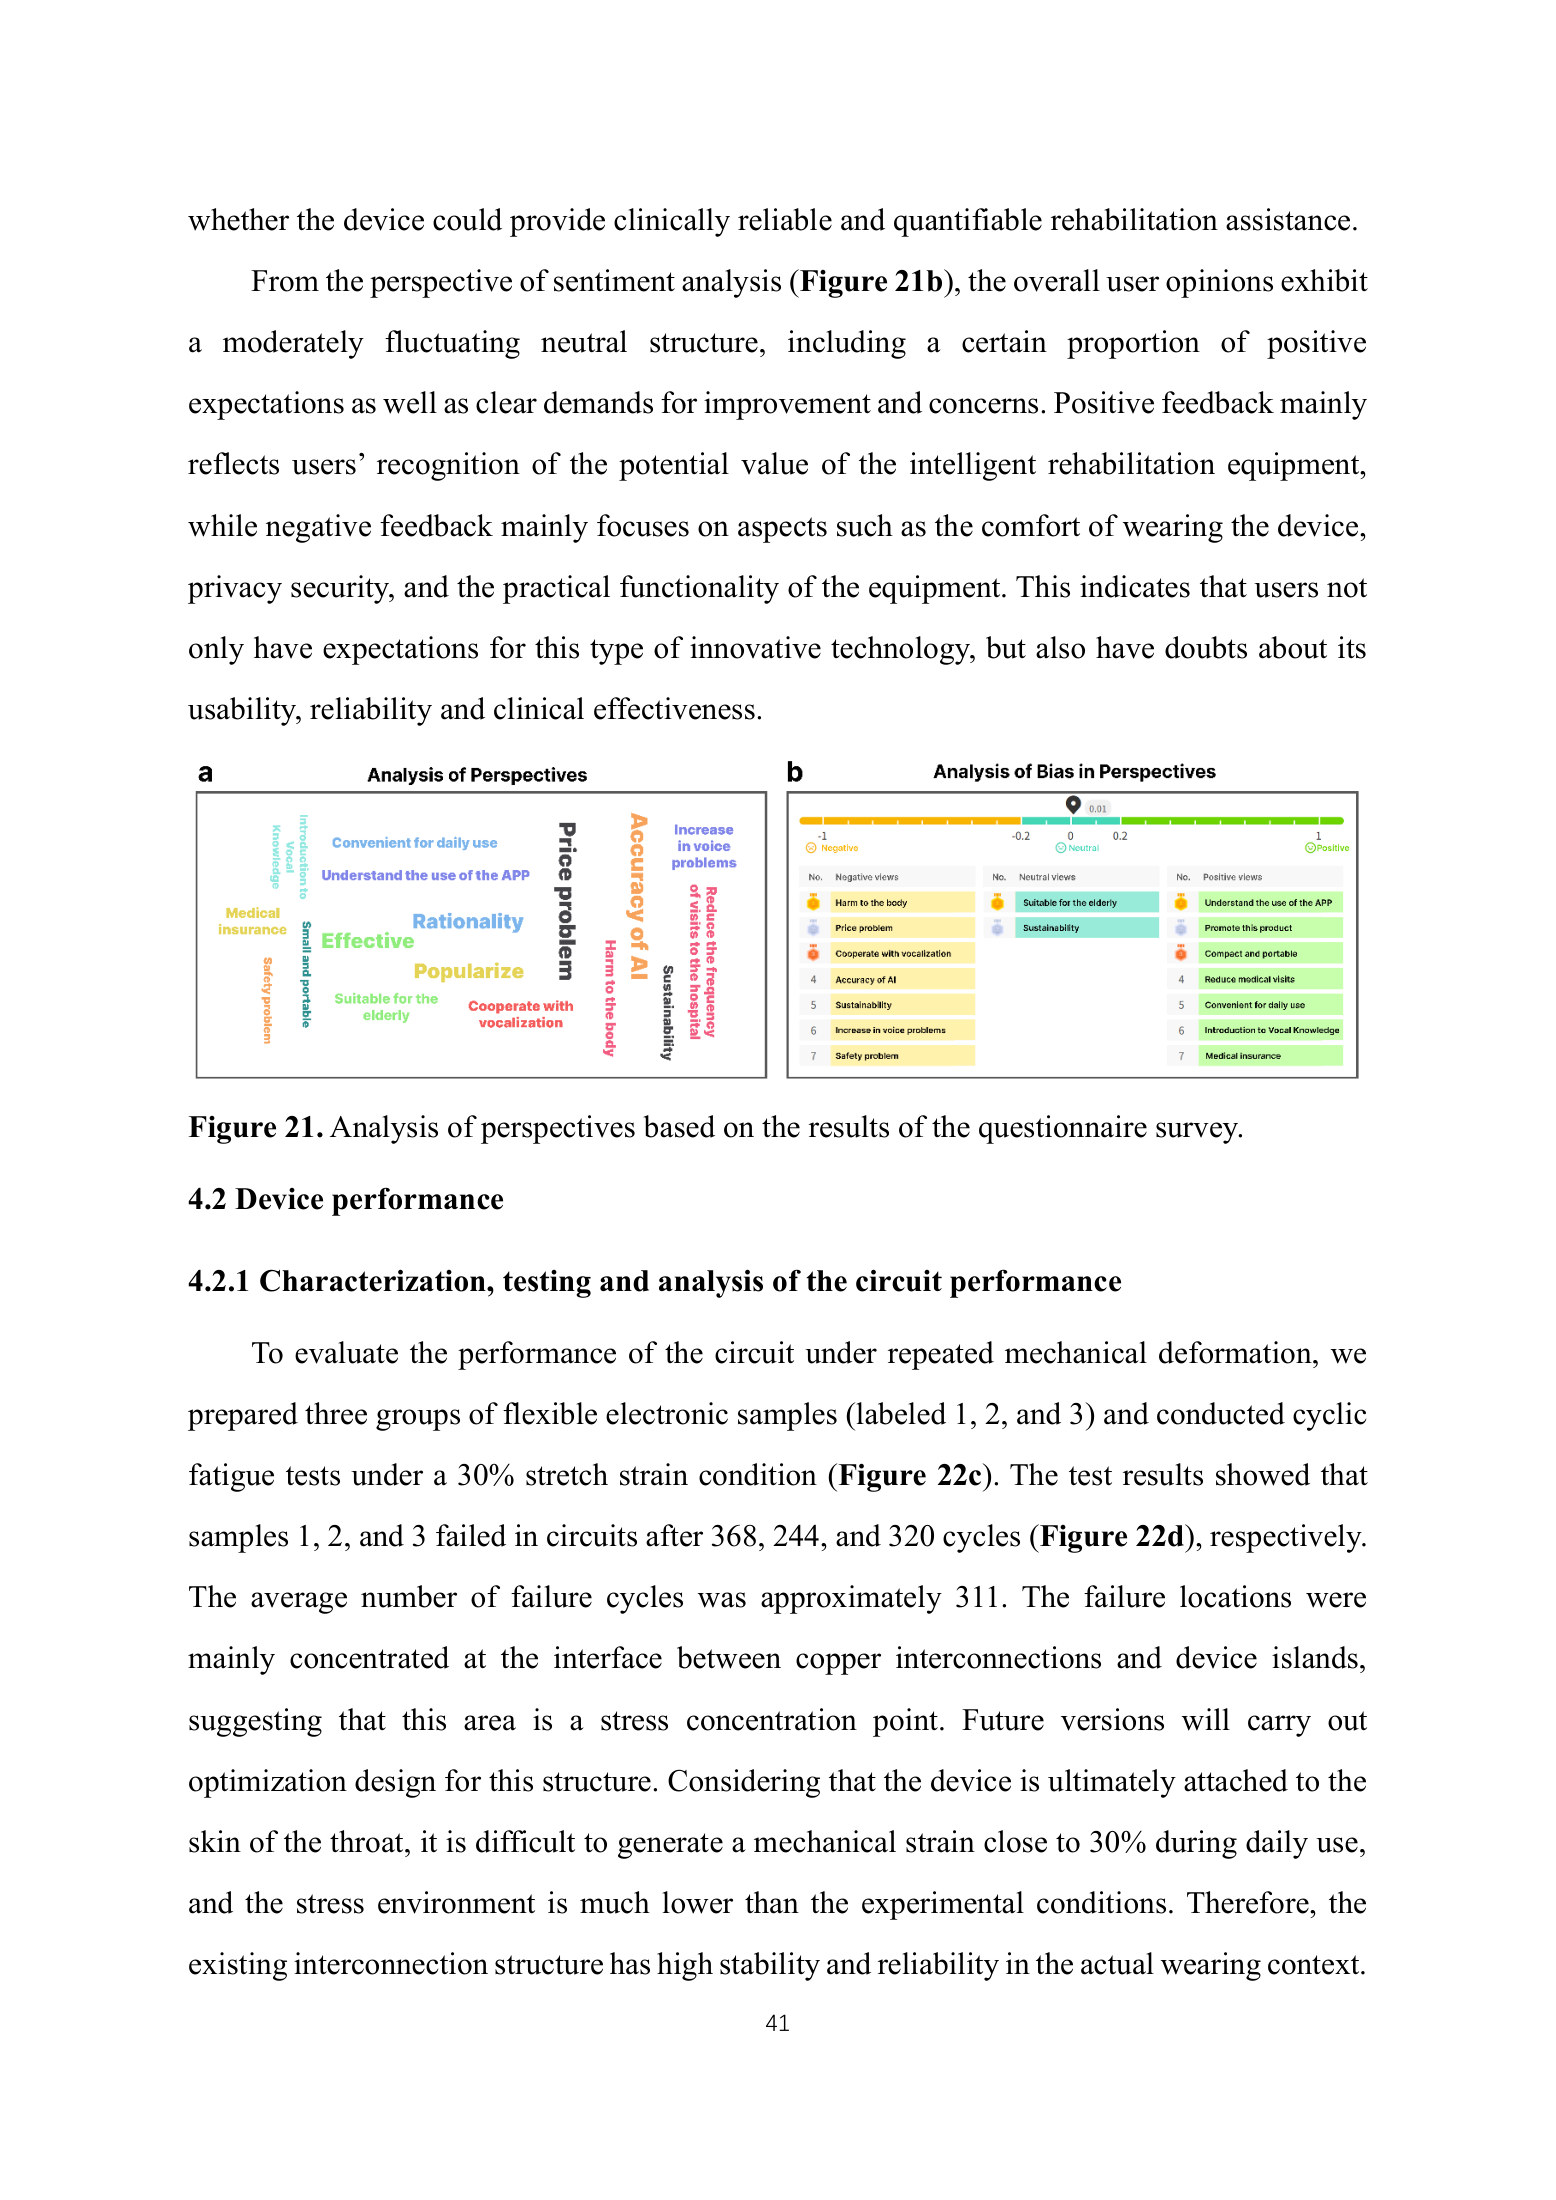 whether the device could provide clinically reliable and quantifiable rehabilitation assistance.
From the perspective of sentiment analysis (Figure 21b), the overall user opinions exhibit
a moderately fluctuating neutral structure, including a certain proportion of positive
expectations as well as clear demands for improvement and concerns. Positive feedback mainly
reflects users’ recognition of the potential value of the intelligent rehabilitation equipment,
while negative feedback mainly focuses on aspects such as the comfort of wearing the device,
privacy security, and the practical functionality of the equipment. This indicates that users not
only have expectations for this type of innovative technology, but also have doubts about its
usability, reliability and clinical effectiveness.
a
Analysis of Perspectives
Introduction to
Vocal
Knowledge
Convenient for daily use
Understand the use of the APP
Price problem
Accuracy of AI
Increase
in voice
problems
Medical
insurance
Small and portable
Effective
Rationality
Popularize
Reduce the frequency
of visits to the hospital
Safety problem
Suitable for the
elderly
Cooperate with
vocalization
Harm to the body
Sustainability
b
Analysis of Bias in Perspectives
0.01
-1 -0.2 0 0.2 1
Negative Neutral Positive
No. Negative views No. Neutral views No. Positive views
Harm to the body Suitable for the elderly Understand the use of the APP
Price problem Sustainability Promote this product
Cooperate with vocalization Compact and portable
4 Accuracy of AI 4 Reduce medical visits
5 Sustainability 5 Convenient for daily use
6 Increase in voice problems 6 Introduction to Vocal Knowledge
7 Safety problem 7 Medical insurance
Figure 21. Analysis of perspectives based on the results of the questionnaire survey.
4.2 Device performance
4.2.1 Characterization, testing and analysis of the circuit performance
To evaluate the performance of the circuit under repeated mechanical deformation, we
prepared three groups of flexible electronic samples (labeled 1, 2, and 3) and conducted cyclic
fatigue tests under a 30% stretch strain condition (Figure 22c). The test results showed that
samples 1, 2, and 3 failed in circuits after 368, 244, and 320 cycles (Figure 22d), respectively.
The average number of failure cycles was approximately 311. The failure locations were
mainly concentrated at the interface between copper interconnections and device islands,
suggesting that this area is a stress concentration point. Future versions will carry out
optimization design for this structure. Considering that the device is ultimately attached to the
skin of the throat, it is difficult to generate a mechanical strain close to 30% during daily use,
and the stress environment is much lower than the experimental conditions. Therefore, the
existing interconnection structure has high stability and reliability in the actual wearing context.
41